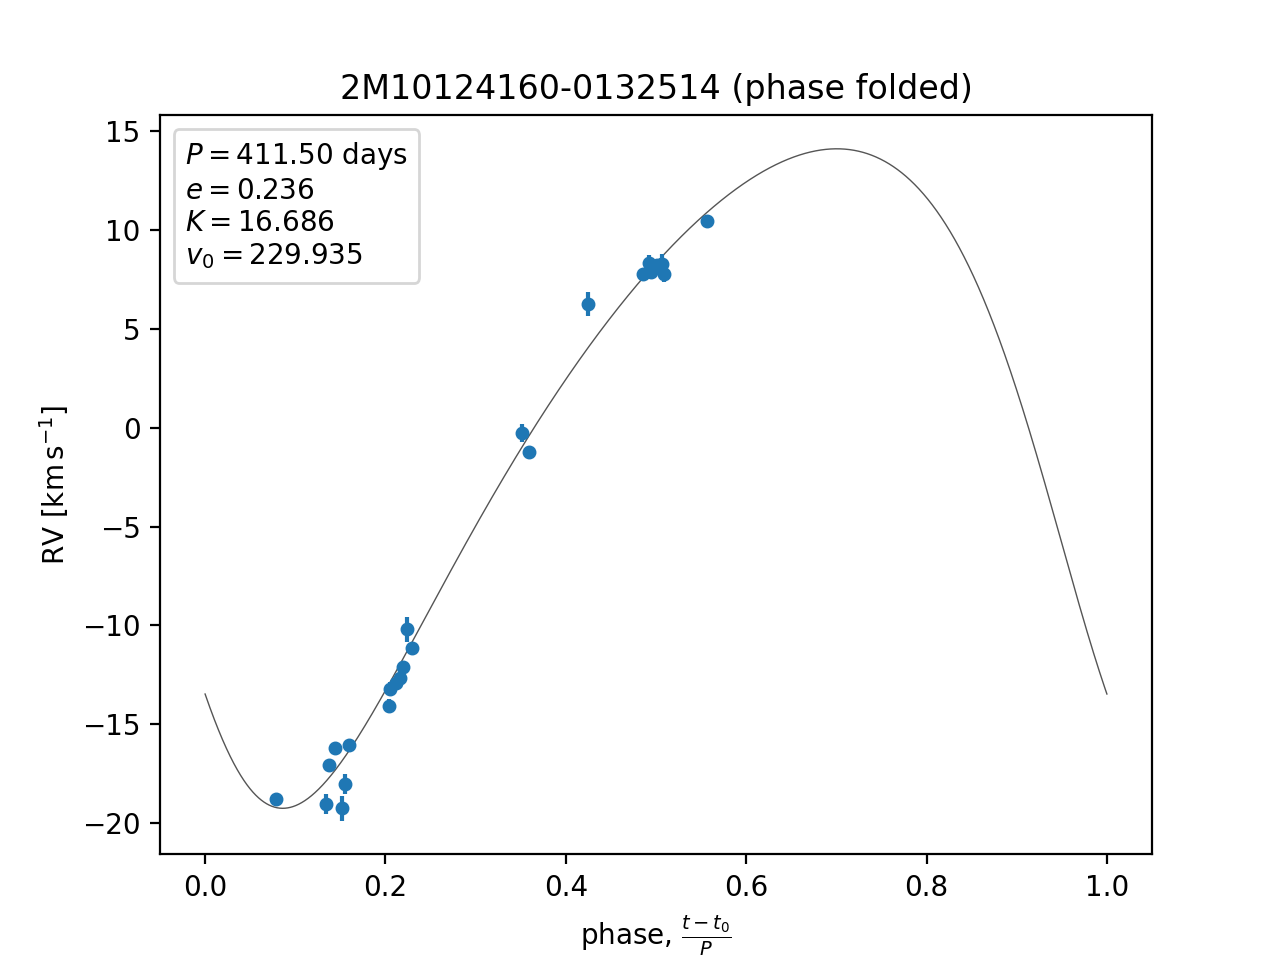 2M10124160-0132514 (phase folded)
P = 411.50 days
e = 0.236
K = 16.686
v₀ = 229.935
15
10
5
0
−5
−10
−15
−20
RV [km s⁻¹]
0.0 0.2 0.4 0.6 0.8 1.0
phase, (t − t₀)/P